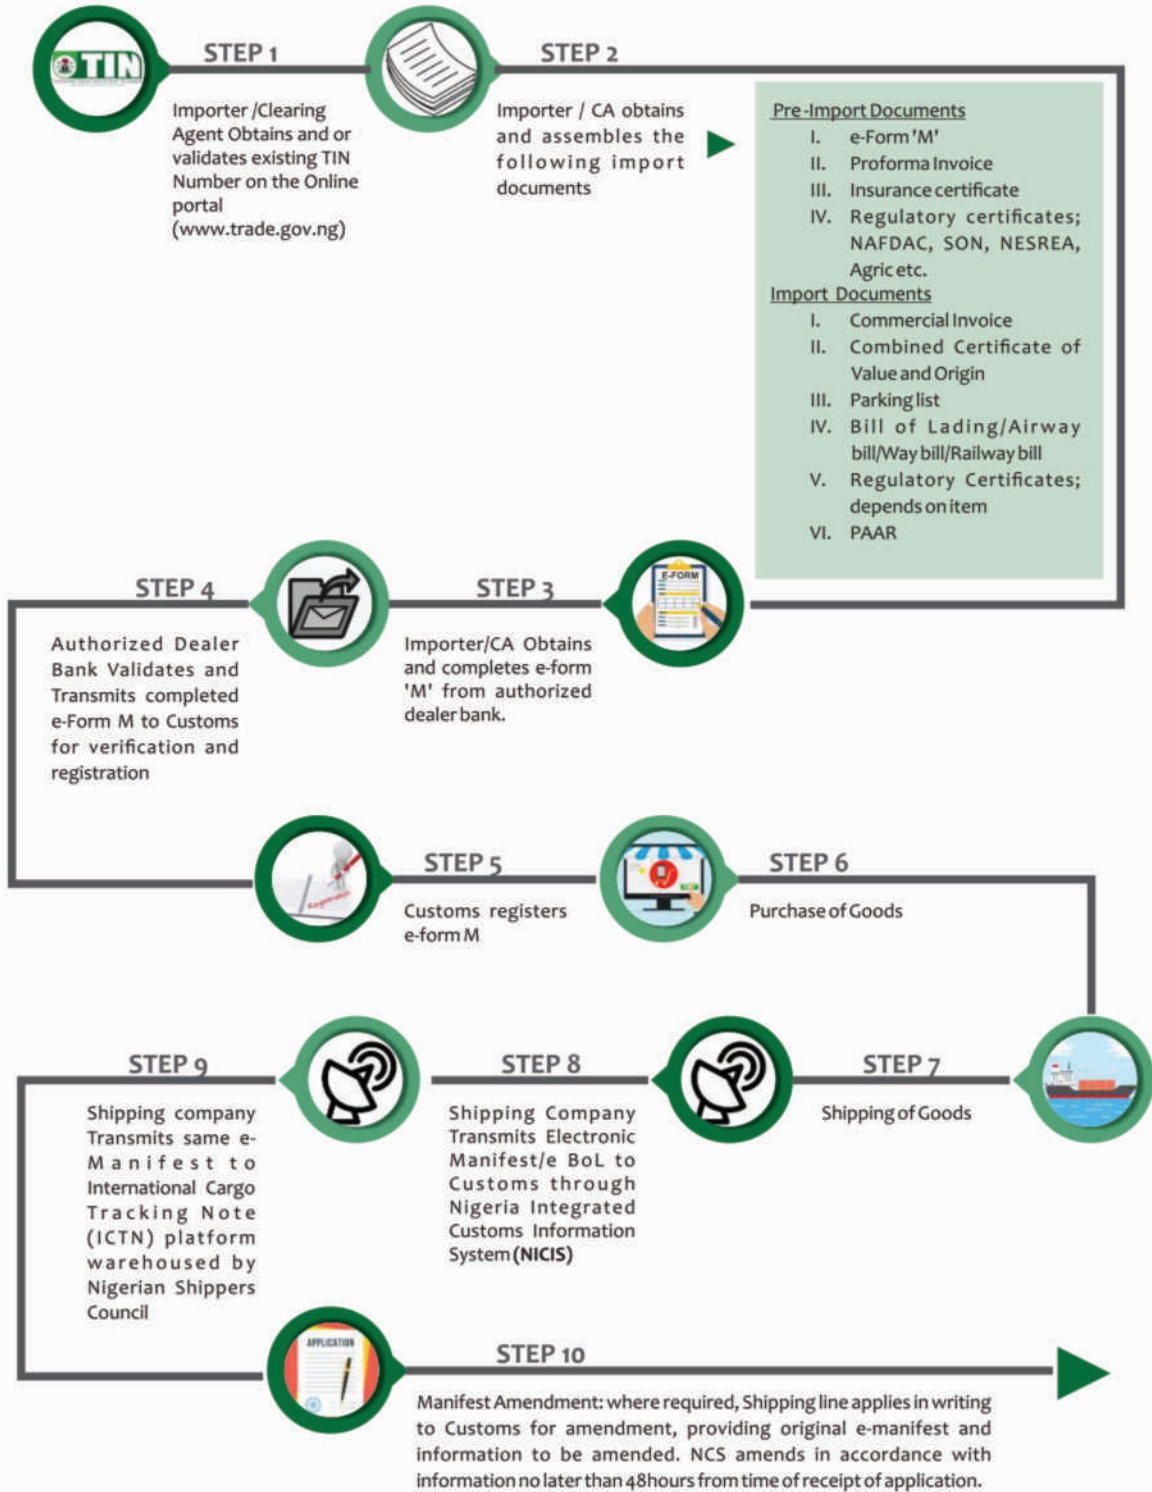 TIN
STEP 1
Importer /Clearing
Agent Obtains and or
validates existing TIN
Number on the Online
portal
(www.trade.gov.ng)
STEP 2
Importer / CA obtains
and assembles the
following import
documents
Pre-Import Documents
I. e-Form 'M'
II. Proforma Invoice
III. Insurance certificate
IV. Regulatory certificates;
NAFDAC, SON, NESREA,
Agric etc.
Import Documents
I. Commercial Invoice
II. Combined Certificate of
Value and Origin
III. Parking list
IV. Bill of Lading/Airway
bill/Way bill/Railway bill
V. Regulatory Certificates;
depends on item
VI. PAAR
E-FORM
STEP 3
Importer/CA Obtains
and completes e-form
'M' from authorized
dealer bank.
STEP 4
Authorized Dealer
Bank Validates and
Transmits completed
e-Form M to Customs
for verification and
registration
Registration
STEP 5
Customs registers
e-form M
STEP 6
Purchase of Goods
STEP 7
Shipping of Goods
STEP 8
Shipping Company
Transmits Electronic
Manifest/e BoL to
Customs through
Nigeria Integrated
Customs Information
System (NICIS)
STEP 9
Shipping company
Transmits same e-
Manifest to
International Cargo
Tracking Note
(ICTN) platform
warehoused by
Nigerian Shippers
Council
APPLICATION
STEP 10
Manifest Amendment: where required, Shipping line applies in writing
to Customs for amendment, providing original e-manifest and
information to be amended. NCS amends in accordance with
information no later than 48hours from time of receipt of application.